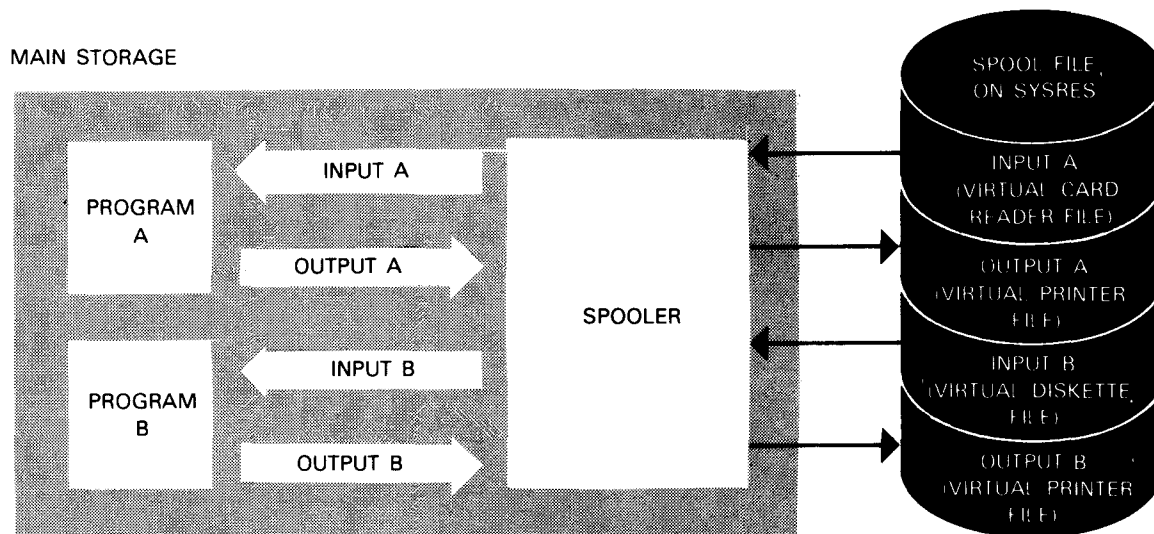 MAIN STORAGE
PROGRAM
A
INPUT A
OUTPUT A
PROGRAM
B
INPUT B
OUTPUT B
SPOOLER
SPOOL FILE
ON SYSRES
INPUT A
(VIRTUAL CARD
READER FILE)
OUTPUT A
(VIRTUAL PRINTER
FILE)
INPUT B
(VIRTUAL DISKETTE
FILE)
OUTPUT B
(VIRTUAL PRINTER
FILE)